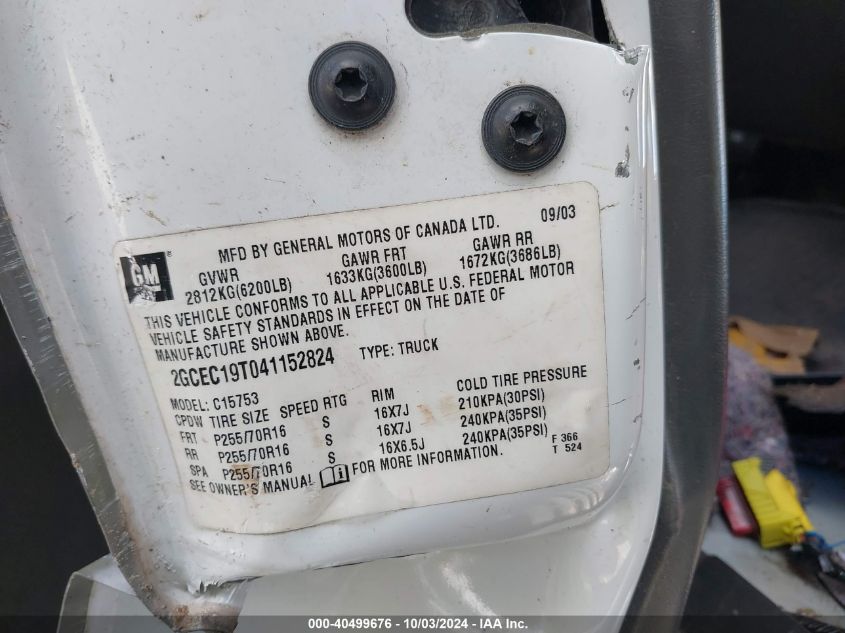 MFD BY GENERAL MOTORS OF CANADA LTD. 09/03
GM
GVWR GAWR FRT GAWR RR
2812KG(6200LB) 1633KG(3600LB) 1672KG(3686LB)
THIS VEHICLE CONFORMS TO ALL APPLICABLE U.S. FEDERAL MOTOR
VEHICLE SAFETY STANDARDS IN EFFECT ON THE DATE OF
MANUFACTURE SHOWN ABOVE.
2GCEC19T041152824 TYPE: TRUCK
MODEL: C15753
CPDW TIRE SIZE SPEED RTG RIM COLD TIRE PRESSURE
FRT P255/70R16 S 16X7J 210KPA(30PSI)
RR P255/70R16 S 16X7J 240KPA(35PSI)
SPA P255/70R16 S 16X6.5J 240KPA(35PSI)
SEE OWNER'S MANUAL FOR MORE INFORMATION.
F 366
T 524
000-40499676 - 10/03/2024 - IAA Inc.